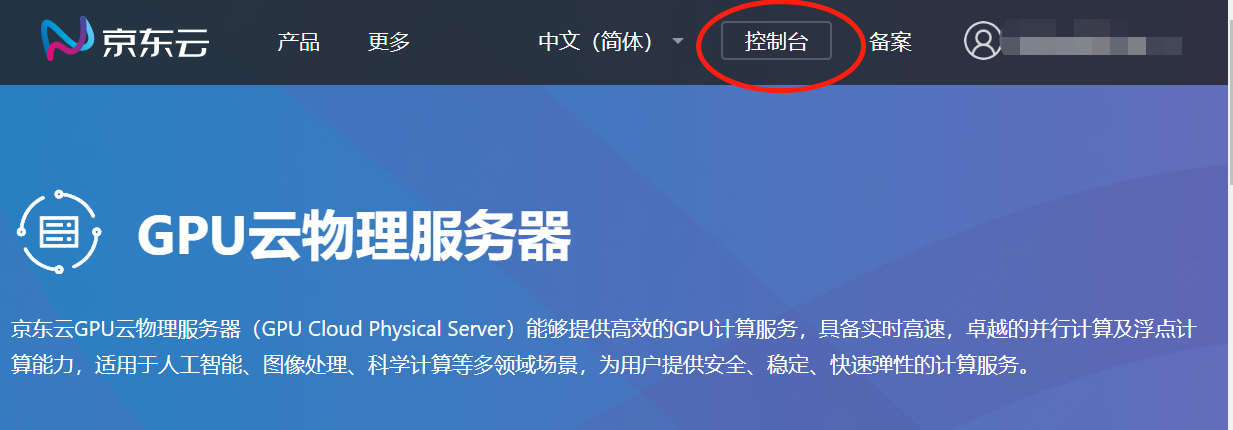 京东云 产品 更多 中文（简体） 控制台 备案
GPU云物理服务器
京东云GPU云物理服务器（GPU Cloud Physical Server）能够提供高效的GPU计算服务，具备实时高速，卓越的并行计算及浮点计
算能力，适用于人工智能、图像处理、科学计算等多领域场景，为用户提供安全、稳定、快速弹性的计算服务。